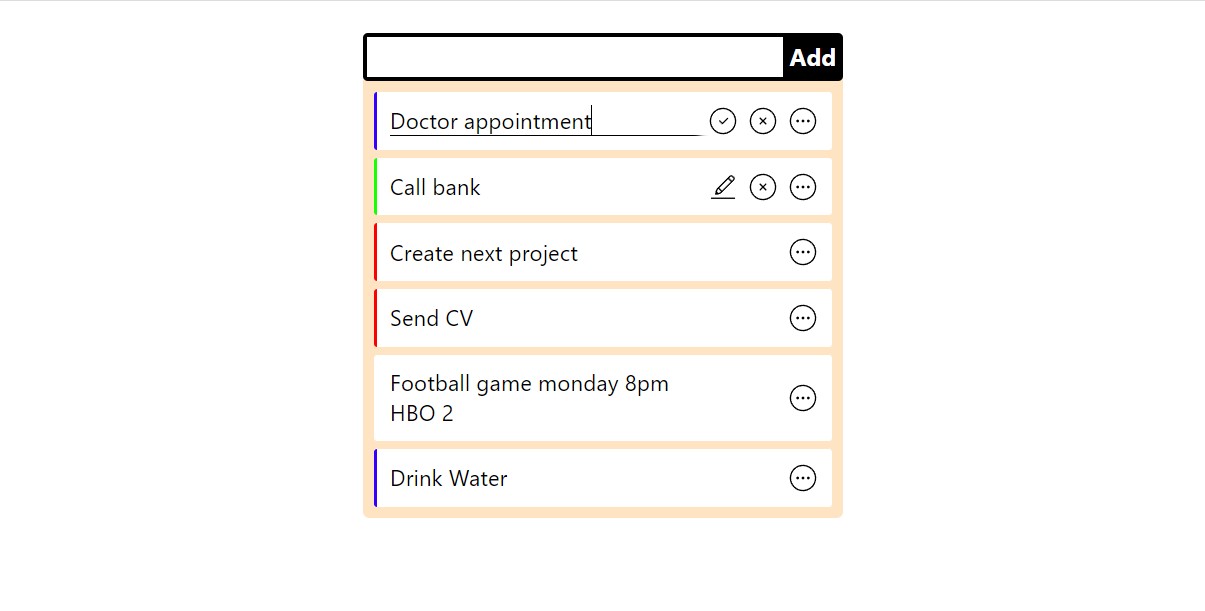 Add
Doctor appointment
Call bank
Create next project
Send CV
Football game monday 8pm
HBO 2
Drink Water